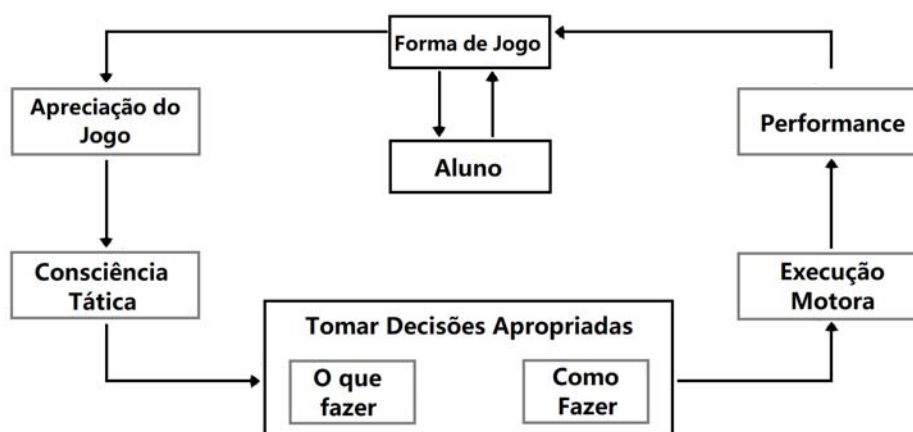 Forma de Jogo
Apreciação do
Jogo
Aluno
Performance
Consciência
Tática
Execução
Motora
Tomar Decisões Apropriadas
O que
fazer
Como
Fazer